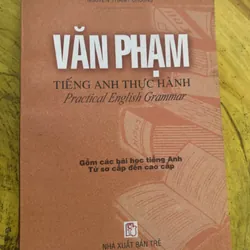 VĂN PHẠM
TIẾNG ANH THỰC HÀNH
Practical English Grammar
Gồm các bài học tiếng Anh
Từ sơ cấp đến cao cấp
NHÀ XUẤT BẢN TRẺ